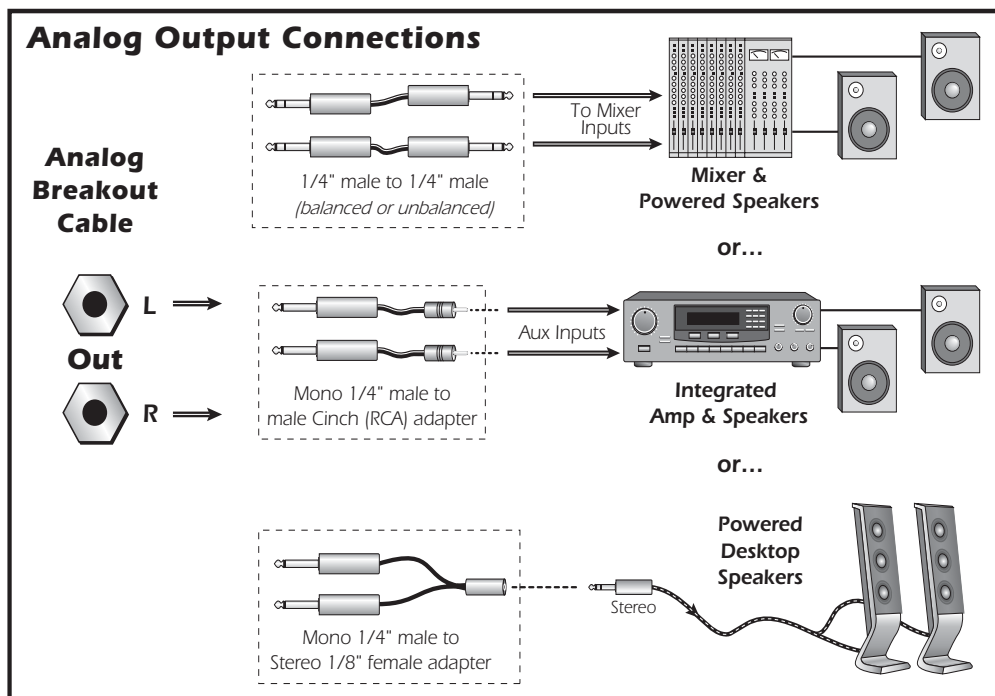 Analog Output Connections
Analog
Breakout
Cable
L
Out
R
1/4" male to 1/4" male
(balanced or unbalanced)
To Mixer
Inputs
Mixer &
Powered Speakers
or...
Mono 1/4" male to
male Cinch (RCA) adapter
Aux Inputs
Integrated
Amp & Speakers
or...
Mono 1/4" male to
Stereo 1/8" female adapter
Stereo
Powered
Desktop
Speakers